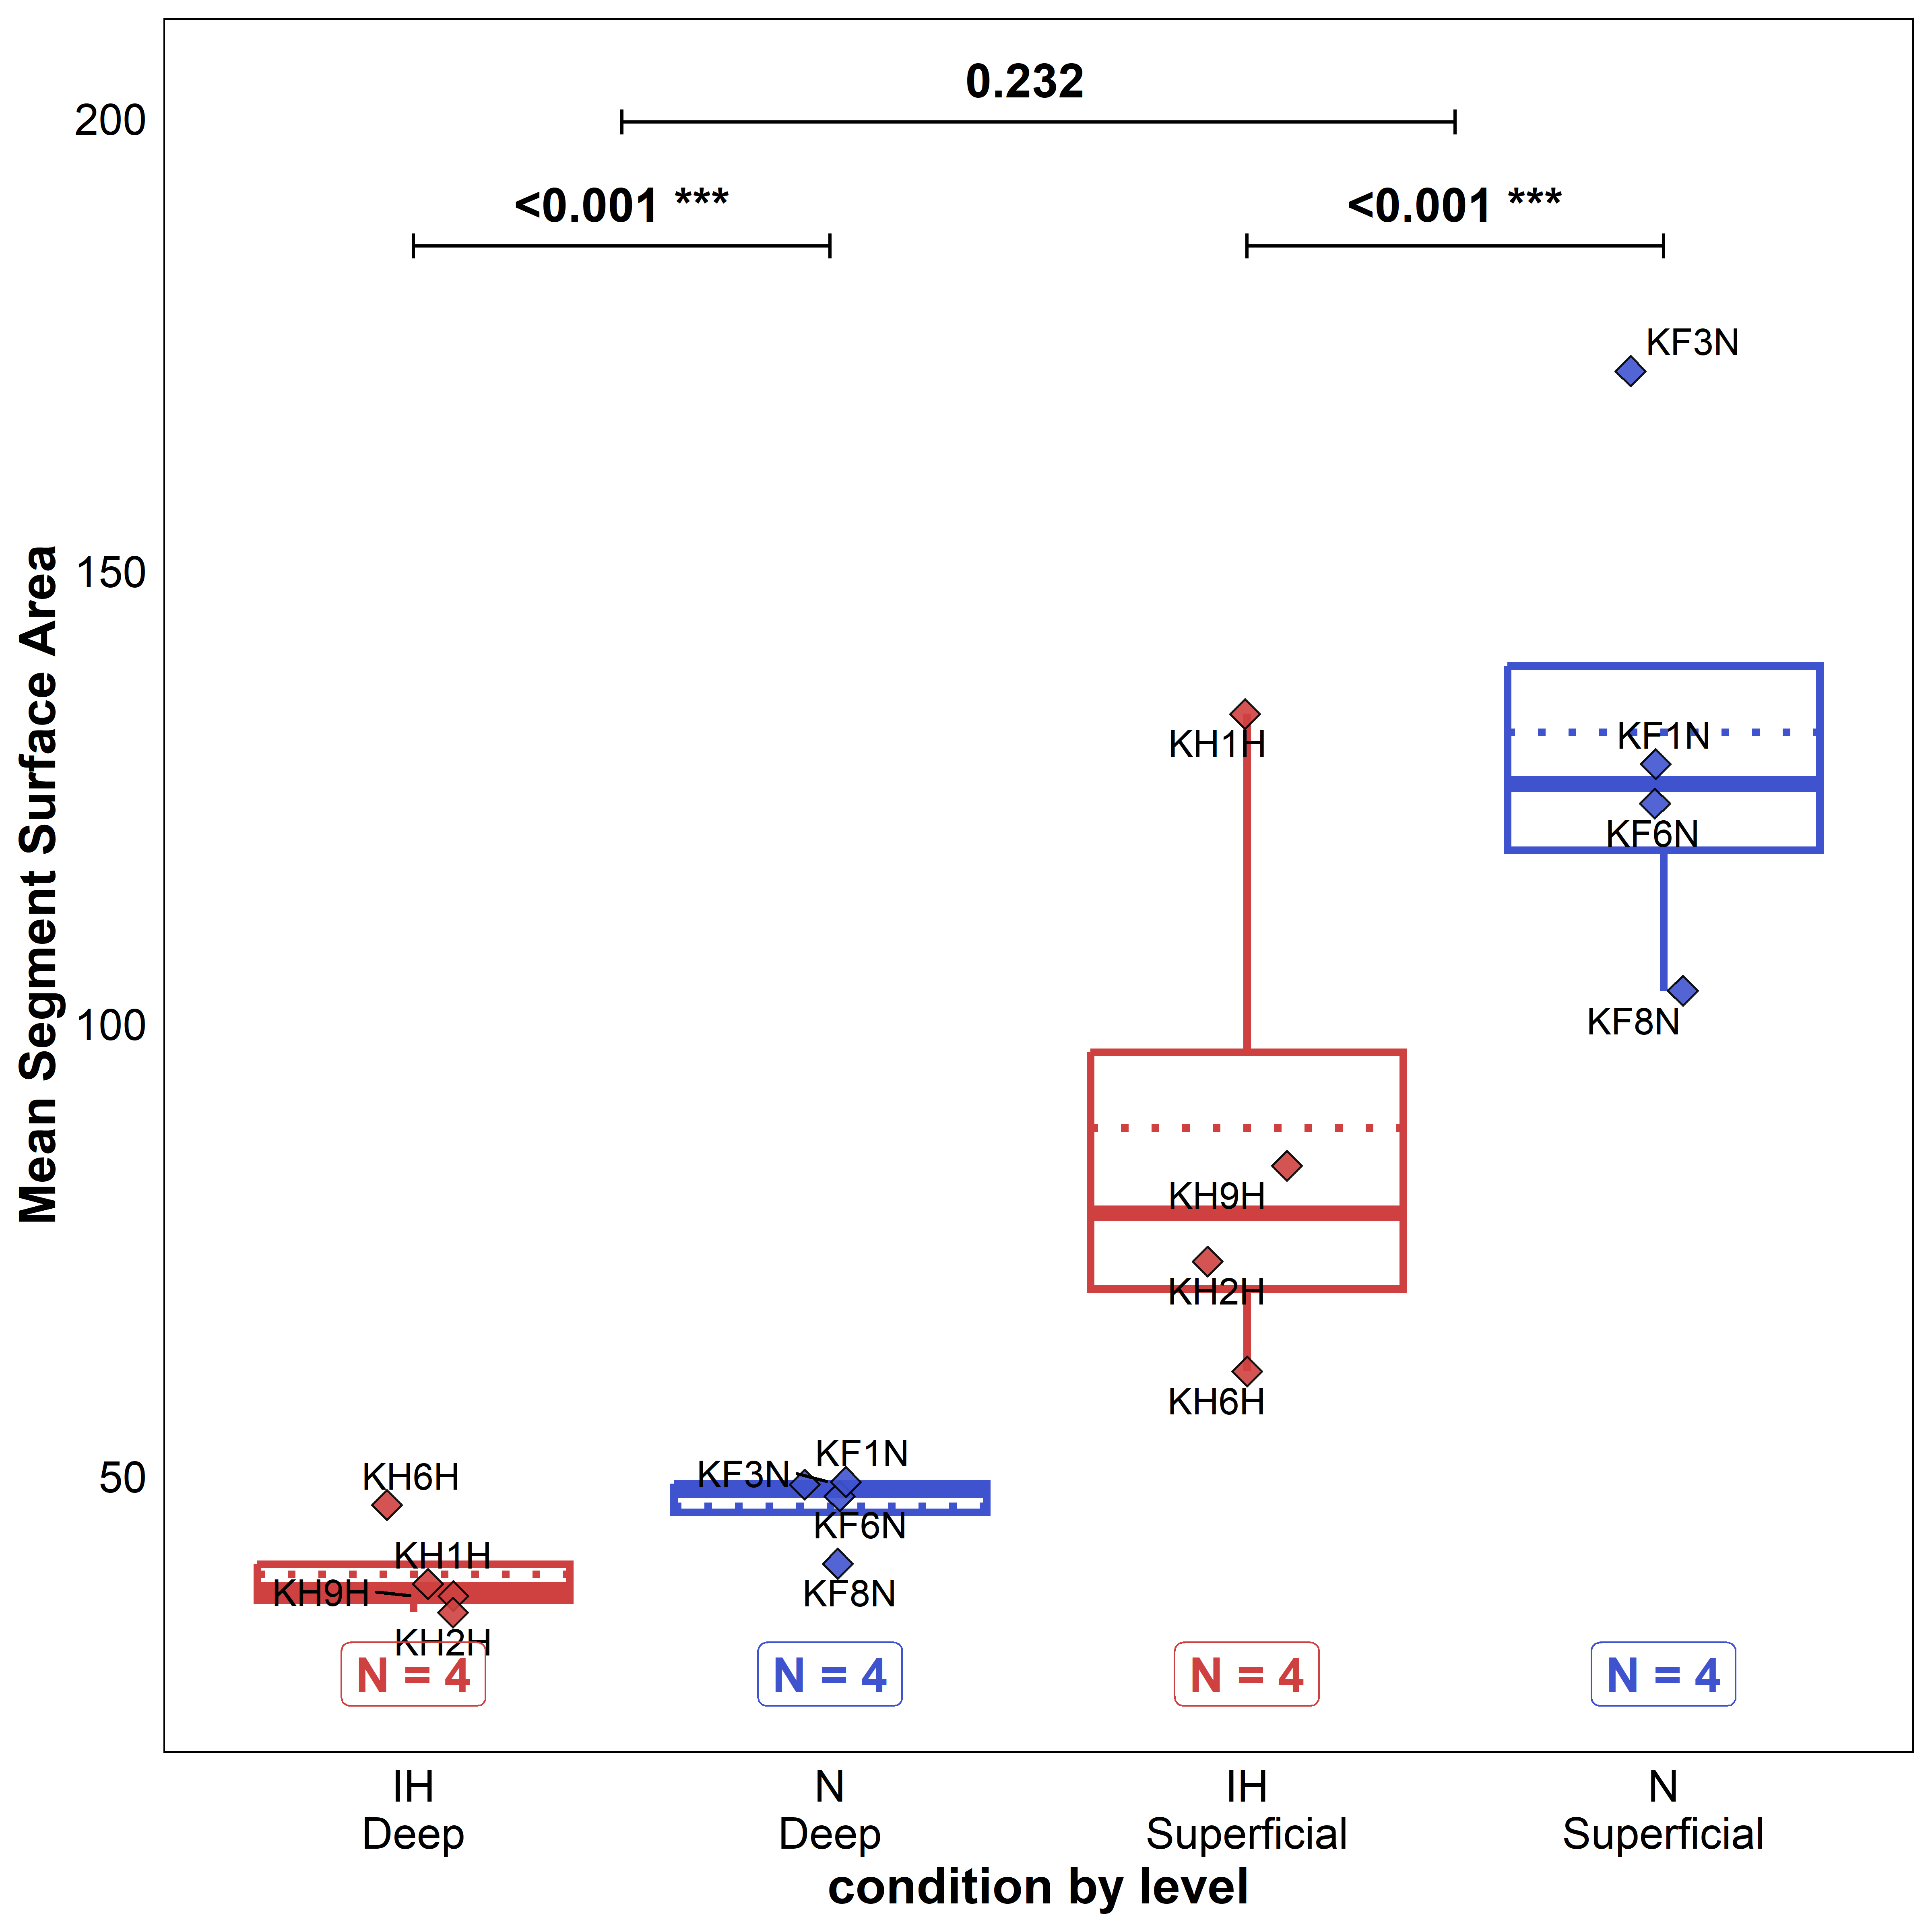 200
150
100
50
Mean Segment Surface Area
0.232
<0.001 ***
<0.001 ***
KF3N
KH1H
KF1N
KF6N
KF8N
KH9H
KH2H
KH6H
KH6H
KH1H
KH9H
KH2H
KF1N
KF3N
KF6N
KF8N
N = 4
N = 4
N = 4
N = 4
IH
Deep
N
Deep
IH
Superficial
N
Superficial
condition by level